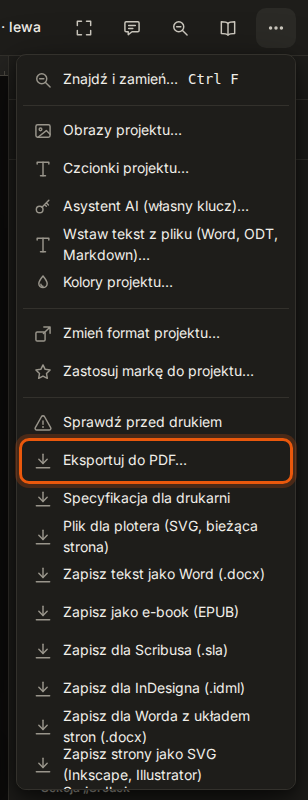 · lewa
Znajdź i zamień... Ctrl F
Obrazy projektu...
Czcionki projektu...
Asystent AI (własny klucz)...
Wstaw tekst z pliku (Word, ODT,
Markdown)...
Kolory projektu...
Zmień format projektu...
Zastosuj markę do projektu...
Sprawdź przed drukiem
Eksportuj do PDF...
Specyfikacja dla drukarni
Plik dla plotera (SVG, bieżąca
strona)
Zapisz tekst jako Word (.docx)
Zapisz jako e-book (EPUB)
Zapisz dla Scribusa (.sla)
Zapisz dla InDesigna (.idml)
Zapisz dla Worda z układem
stron (.docx)
Zapisz strony jako SVG
(Inkscape, Illustrator)